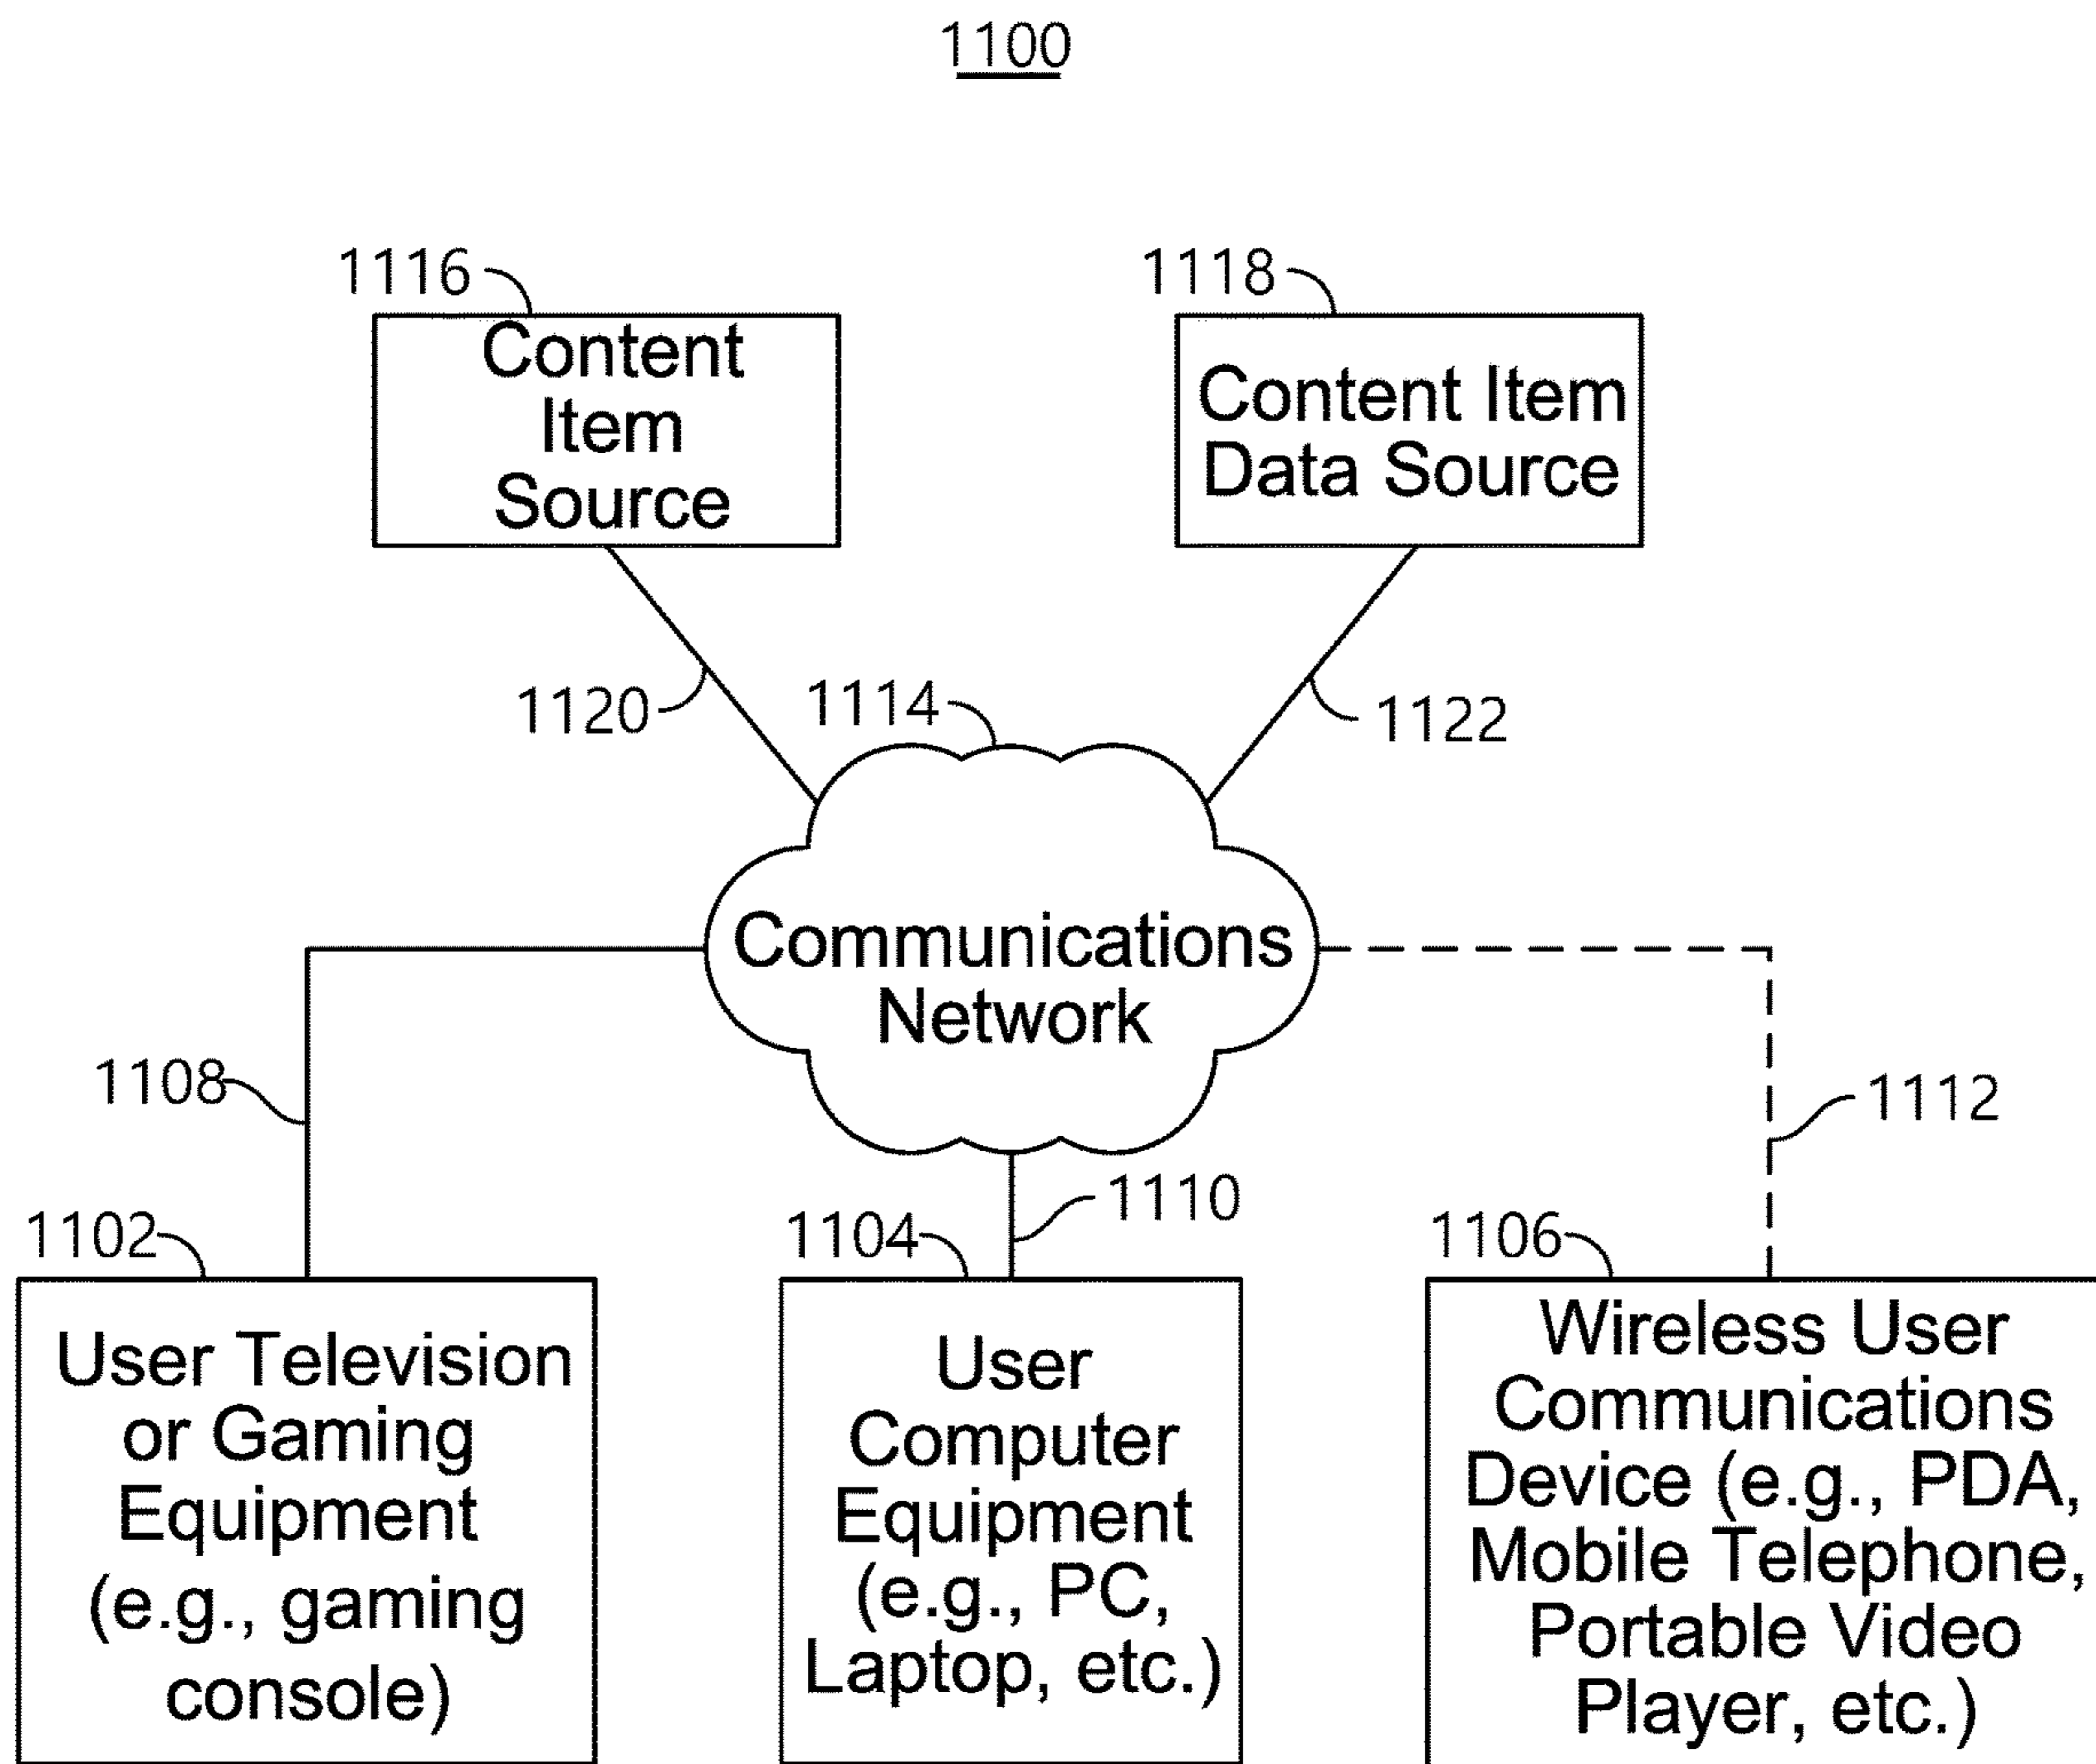 1100
1116
Content
Item
Source
1118
Content Item
Data Source
1120
1114
1122
Communications
Network
1108
1112
1110
1102
User Television
or Gaming
Equipment
(e.g., gaming
console)
1104
User
Computer
Equipment
(e.g., PC,
Laptop, etc.)
1106
Wireless User
Communications
Device (e.g., PDA,
Mobile Telephone,
Portable Video
Player, etc.)